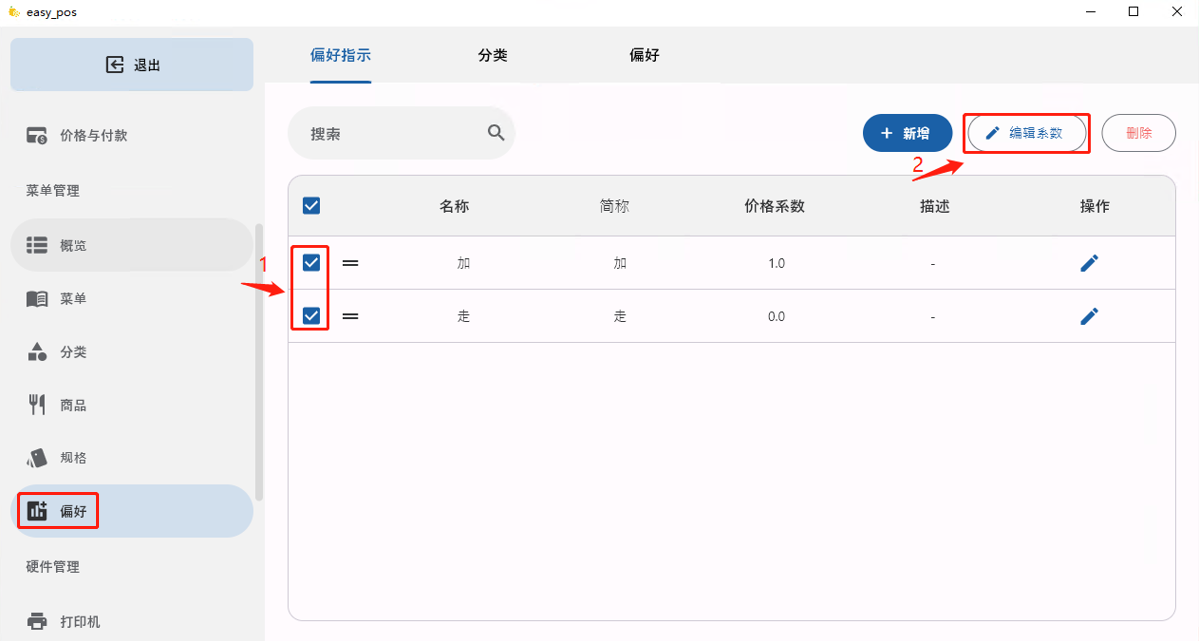 easy_pos
退出
价格与付款
菜单管理
概览
菜单
分类
商品
规格
偏好
硬件管理
打印机
偏好指示 分类 偏好
搜索
新增 编辑系数 删除
2
名称 简称 价格系数 描述 操作
1
加 加 1.0 -
走 走 0.0 -